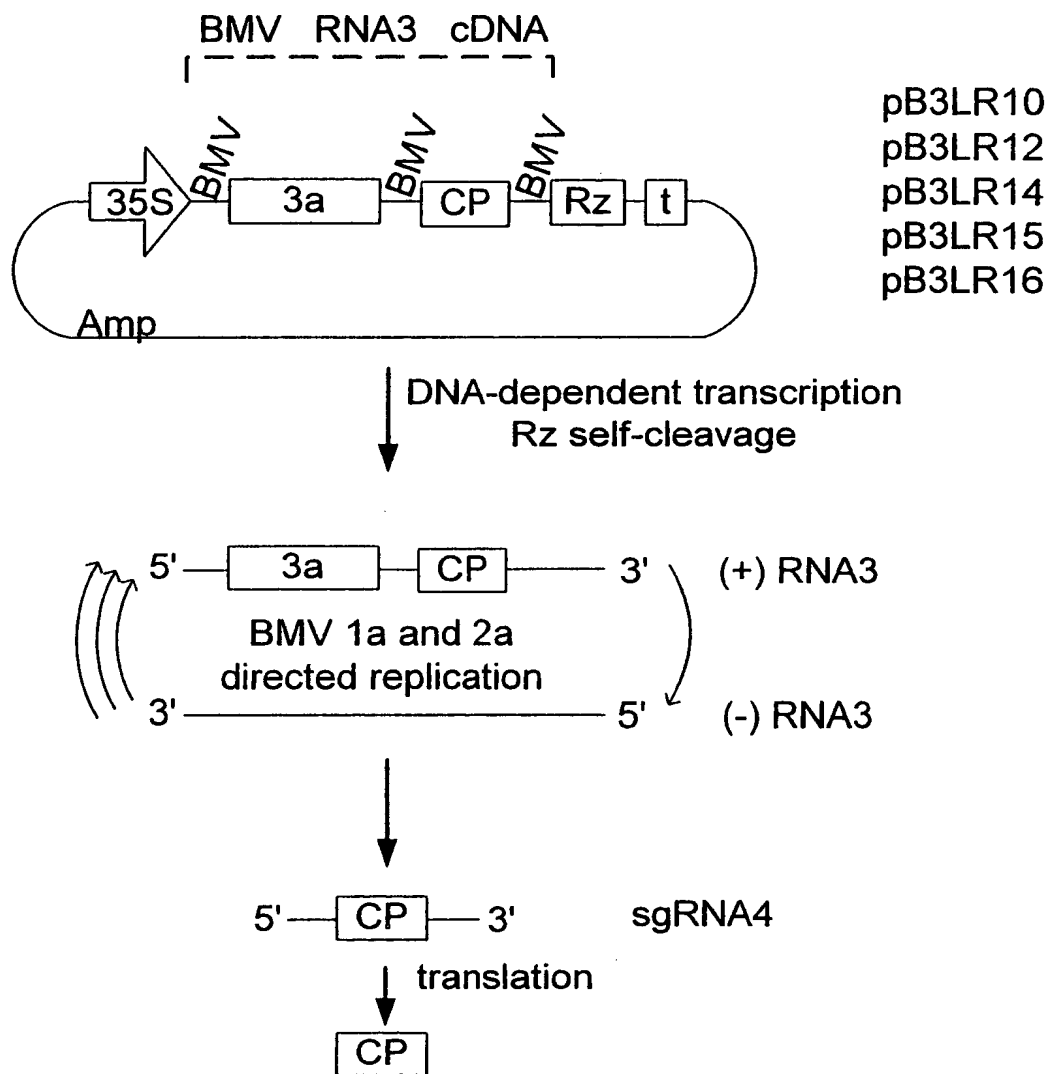 BMV RNA3 cDNA
pB3LR10
pB3LR12
pB3LR14
pB3LR15
pB3LR16
BMV BMV BMV
35S 3a CP Rz t
Amp
DNA-dependent transcription
Rz self-cleavage
5' 3a CP 3' (+) RNA3
BMV 1a and 2a
directed replication
3' 5' (-) RNA3
5' CP 3' sgRNA4
translation
CP